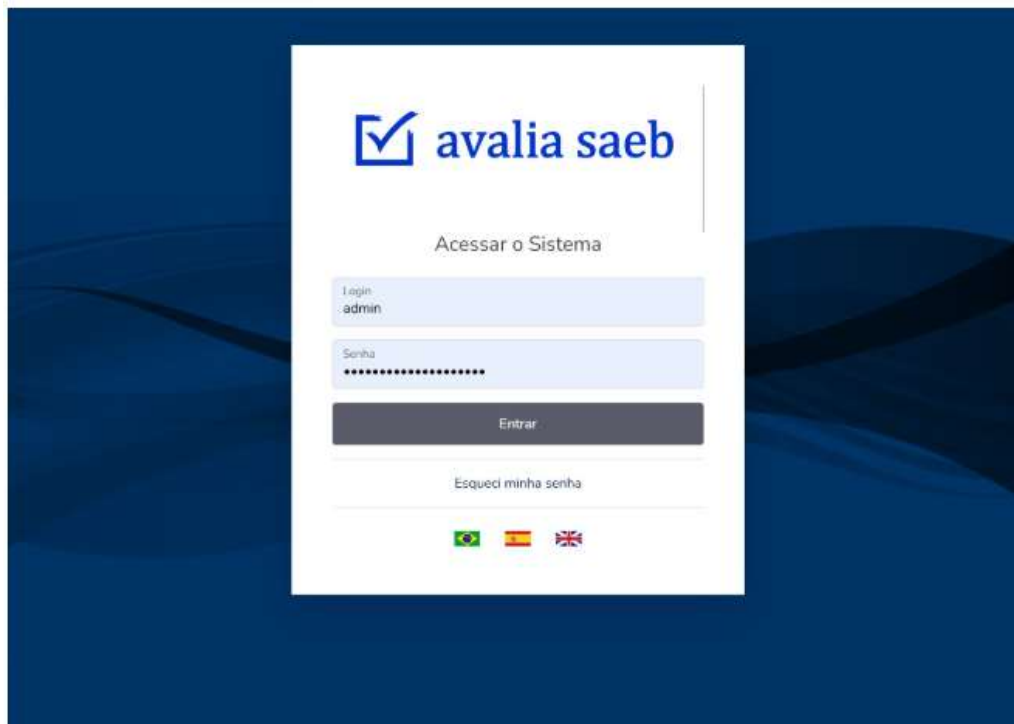 avalia saeb
Acessar o Sistema
Login
admin
Senha
••••••••••••••••••••
Entrar
Esqueci minha senha